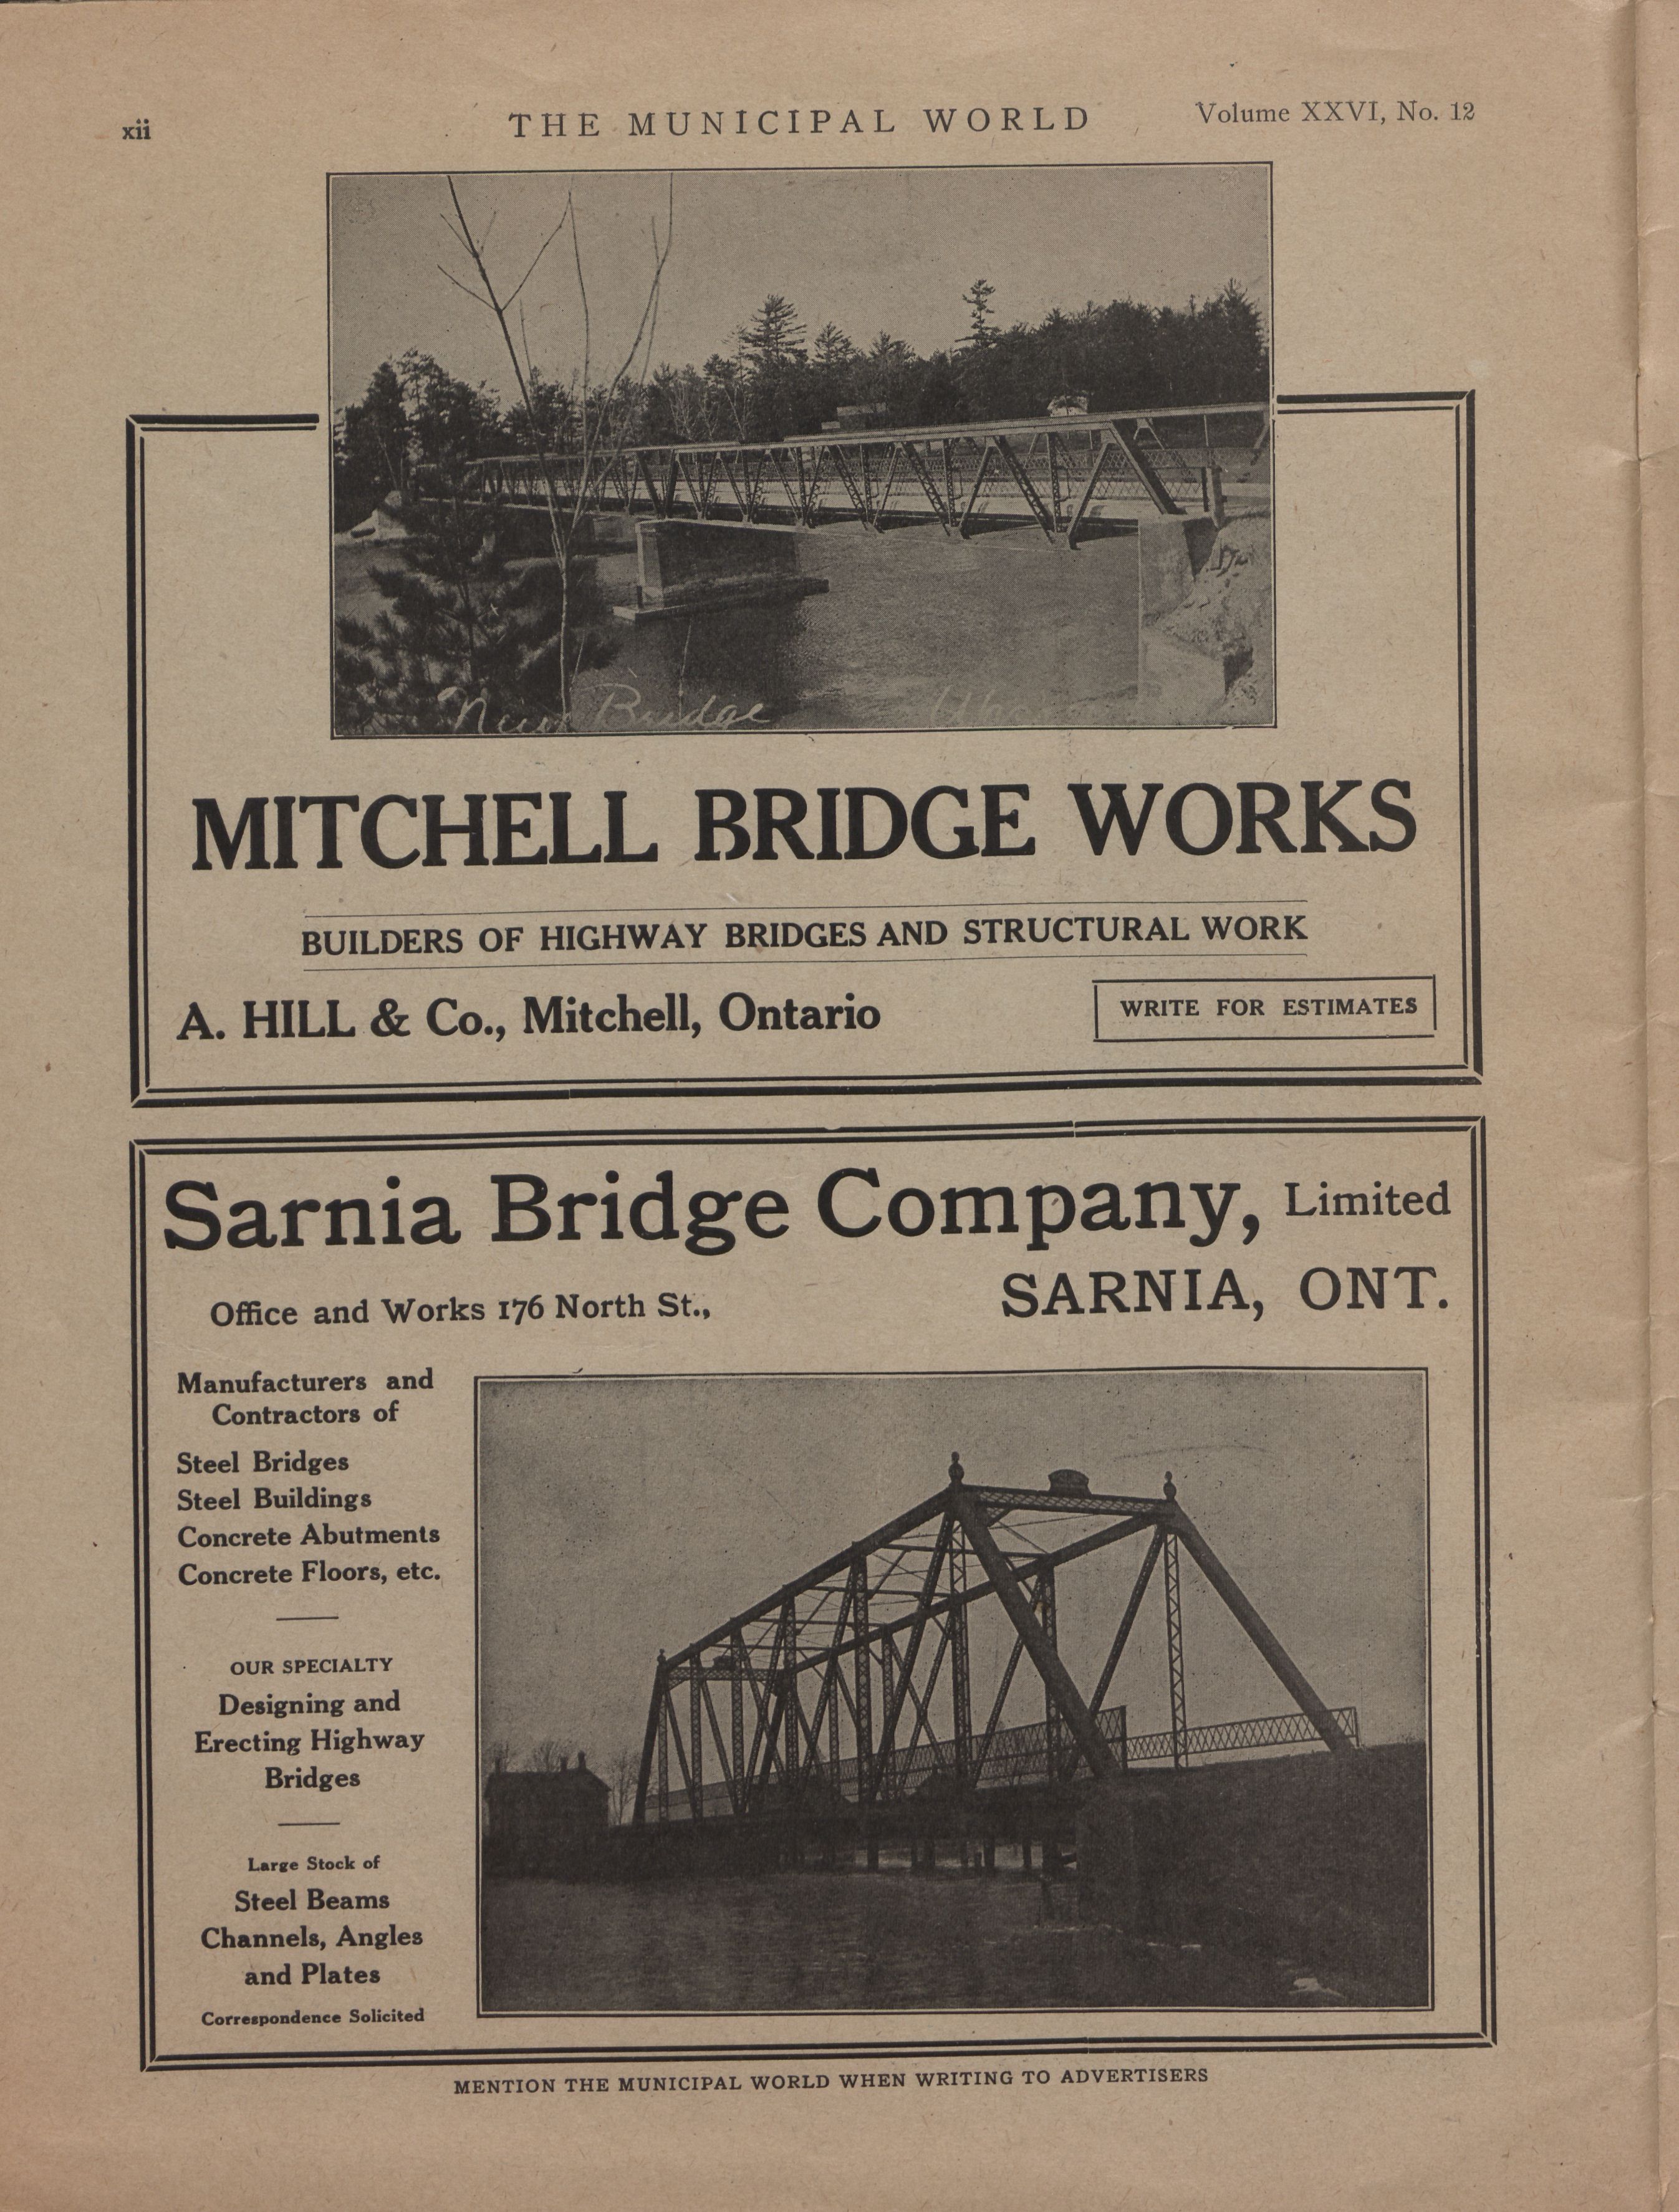 xii
THE MUNICIPAL WORLD
Volume XXVI, No. 12
New Bridge
MITCHELL BRIDGE WORKS
BUILDERS OF HIGHWAY BRIDGES AND STRUCTURAL WORK
A. HILL & Co., Mitchell, Ontario
WRITE FOR ESTIMATES
Sarnia Bridge Company, Limited
Office and Works 176 North St., SARNIA, ONT.
Manufacturers and
Contractors of
Steel Bridges
Steel Buildings
Concrete Abutments
Concrete Floors, etc.
OUR SPECIALTY
Designing and
Erecting Highway
Bridges
Large Stock of
Steel Beams
Channels, Angles
and Plates
Correspondence Solicited
MENTION THE MUNICIPAL WORLD WHEN WRITING TO ADVERTISERS